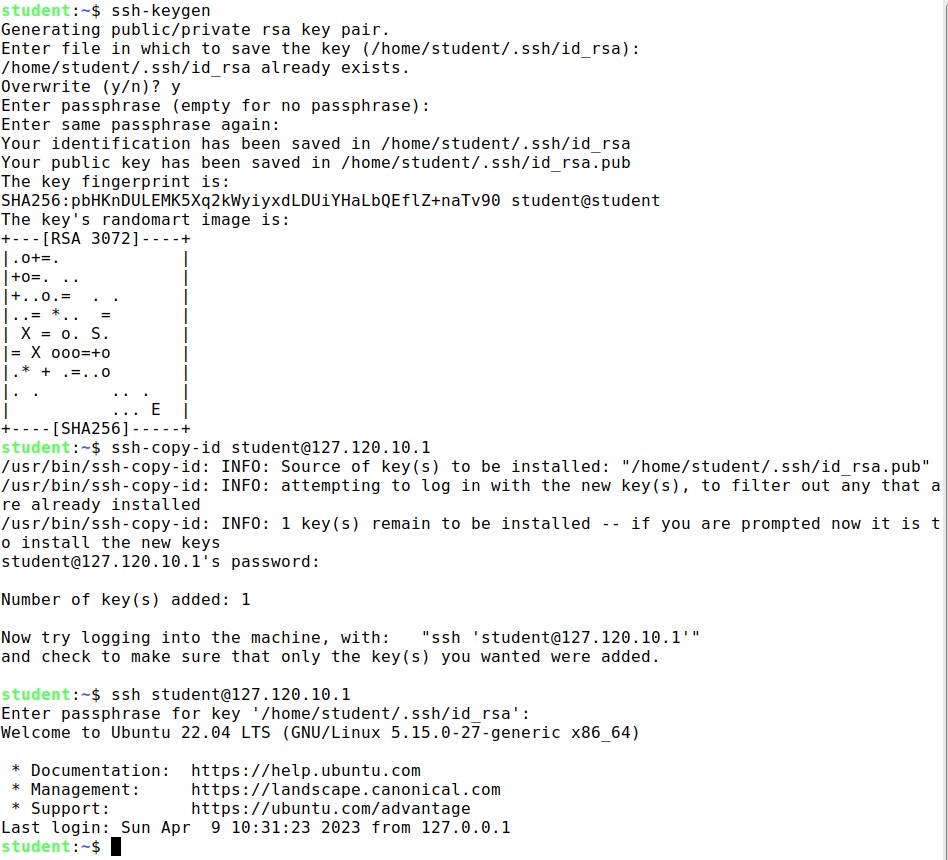 student:~$ ssh-keygen
Generating public/private rsa key pair.
Enter file in which to save the key (/home/student/.ssh/id_rsa):
/home/student/.ssh/id_rsa already exists.
Overwrite (y/n)? y
Enter passphrase (empty for no passphrase):
Enter same passphrase again:
Your identification has been saved in /home/student/.ssh/id_rsa
Your public key has been saved in /home/student/.ssh/id_rsa.pub
The key fingerprint is:
SHA256:pbHKnDULEMK5Xq2kWyiyxdLDUiYHaLbQEflZ+naTv90 student@student
The key's randomart image is:
+---[RSA 3072]----+
|.o+=.            |
|+o=. ..          |
|+..o.=  . .      |
|..= *..  =       |
| X = o. S.       |
|= X ooo=+o       |
|.* + .=..o       |
|. .       .. .   |
|          ... E  |
+----[SHA256]-----+
student:~$ ssh-copy-id student@127.120.10.1
/usr/bin/ssh-copy-id: INFO: Source of key(s) to be installed: "/home/student/.ssh/id_rsa.pub"
/usr/bin/ssh-copy-id: INFO: attempting to log in with the new key(s), to filter out any that a
re already installed
/usr/bin/ssh-copy-id: INFO: 1 key(s) remain to be installed -- if you are prompted now it is t
o install the new keys
student@127.120.10.1's password:

Number of key(s) added: 1

Now try logging into the machine, with:   "ssh 'student@127.120.10.1'"
and check to make sure that only the key(s) you wanted were added.

student:~$ ssh student@127.120.10.1
Enter passphrase for key '/home/student/.ssh/id_rsa':
Welcome to Ubuntu 22.04 LTS (GNU/Linux 5.15.0-27-generic x86_64)

 * Documentation:  https://help.ubuntu.com
 * Management:     https://landscape.canonical.com
 * Support:        https://ubuntu.com/advantage
Last login: Sun Apr  9 10:31:23 2023 from 127.0.0.1
student:~$